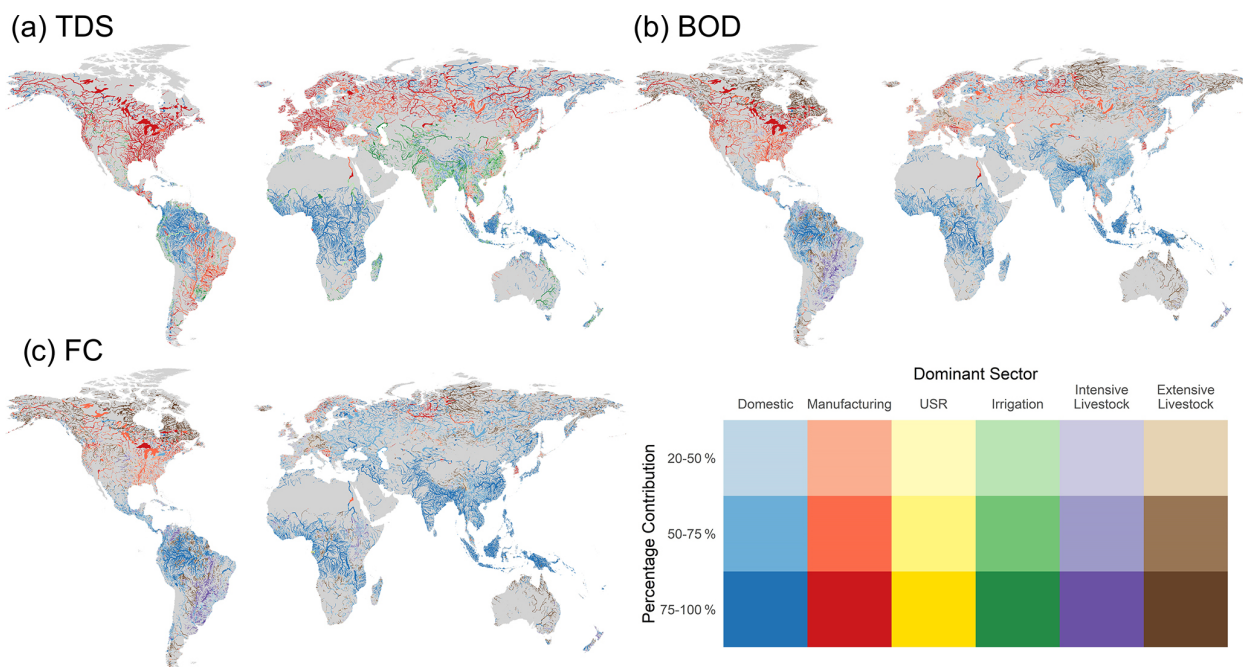 (a) TDS
(b) BOD
(c) FC
Dominant Sector
Domestic
Manufacturing
USR
Irrigation
Intensive
Livestock
Extensive
Livestock
Percentage Contribution
20-50 %
50-75 %
75-100 %